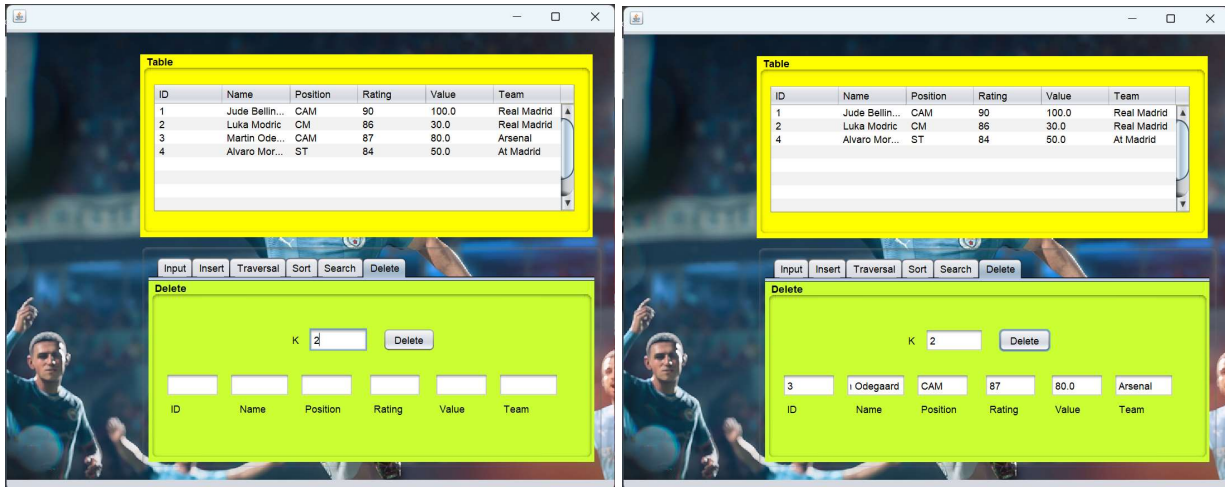 Table
ID Name Position Rating Value Team
1 Jude Bellin... CAM 90 100.0 Real Madrid
2 Luka Modric CM 86 30.0 Real Madrid
3 Martin Ode... CAM 87 80.0 Arsenal
4 Alvaro Mor... ST 84 50.0 At Madrid
Input Insert Traversal Sort Search Delete
Delete
K 2 Delete
ID Name Position Rating Value Team
Table
ID Name Position Rating Value Team
1 Jude Bellin... CAM 90 100.0 Real Madrid
2 Luka Modric CM 86 30.0 Real Madrid
4 Alvaro Mor... ST 84 50.0 At Madrid
Input Insert Traversal Sort Search Delete
Delete
K 2 Delete
3 Odegaard CAM 87 80.0 Arsenal
ID Name Position Rating Value Team